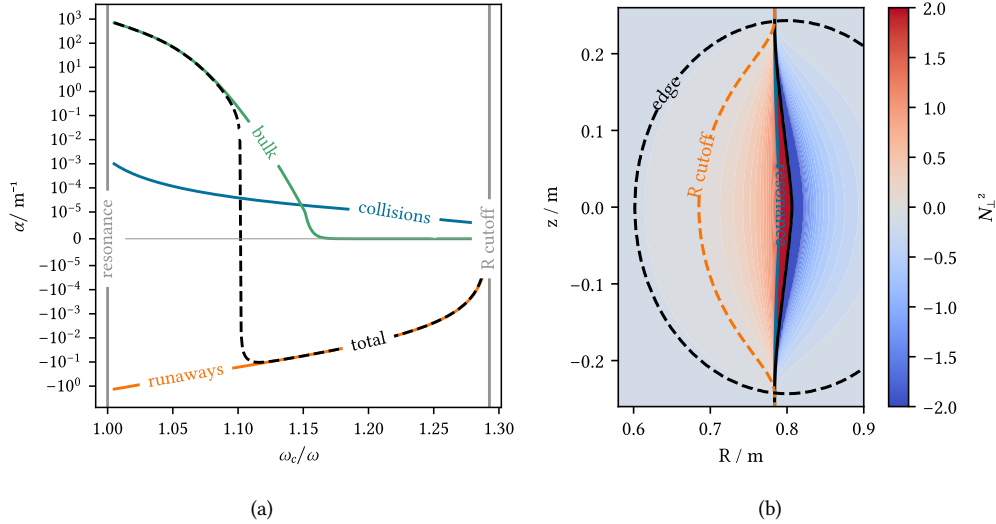 10³
10²
10¹
10⁰
10⁻¹
10⁻²
10⁻³
10⁻⁴
10⁻⁵
0
−10⁻⁵
−10⁻⁴
−10⁻³
−10⁻²
−10⁻¹
−10⁰
α/ m⁻¹
resonance
bulk
collisions
R cutoff
runaways
total
1.00
1.05
1.10
1.15
1.20
1.25
1.30
ω_c/ω
(a)
0.2
0.1
0.0
−0.1
−0.2
z / m
edge
R cutoff
resonance
0.6
0.7
0.8
0.9
R / m
(b)
2.0
1.5
1.0
0.5
0.0
−0.5
−1.0
−1.5
−2.0
N⊥²